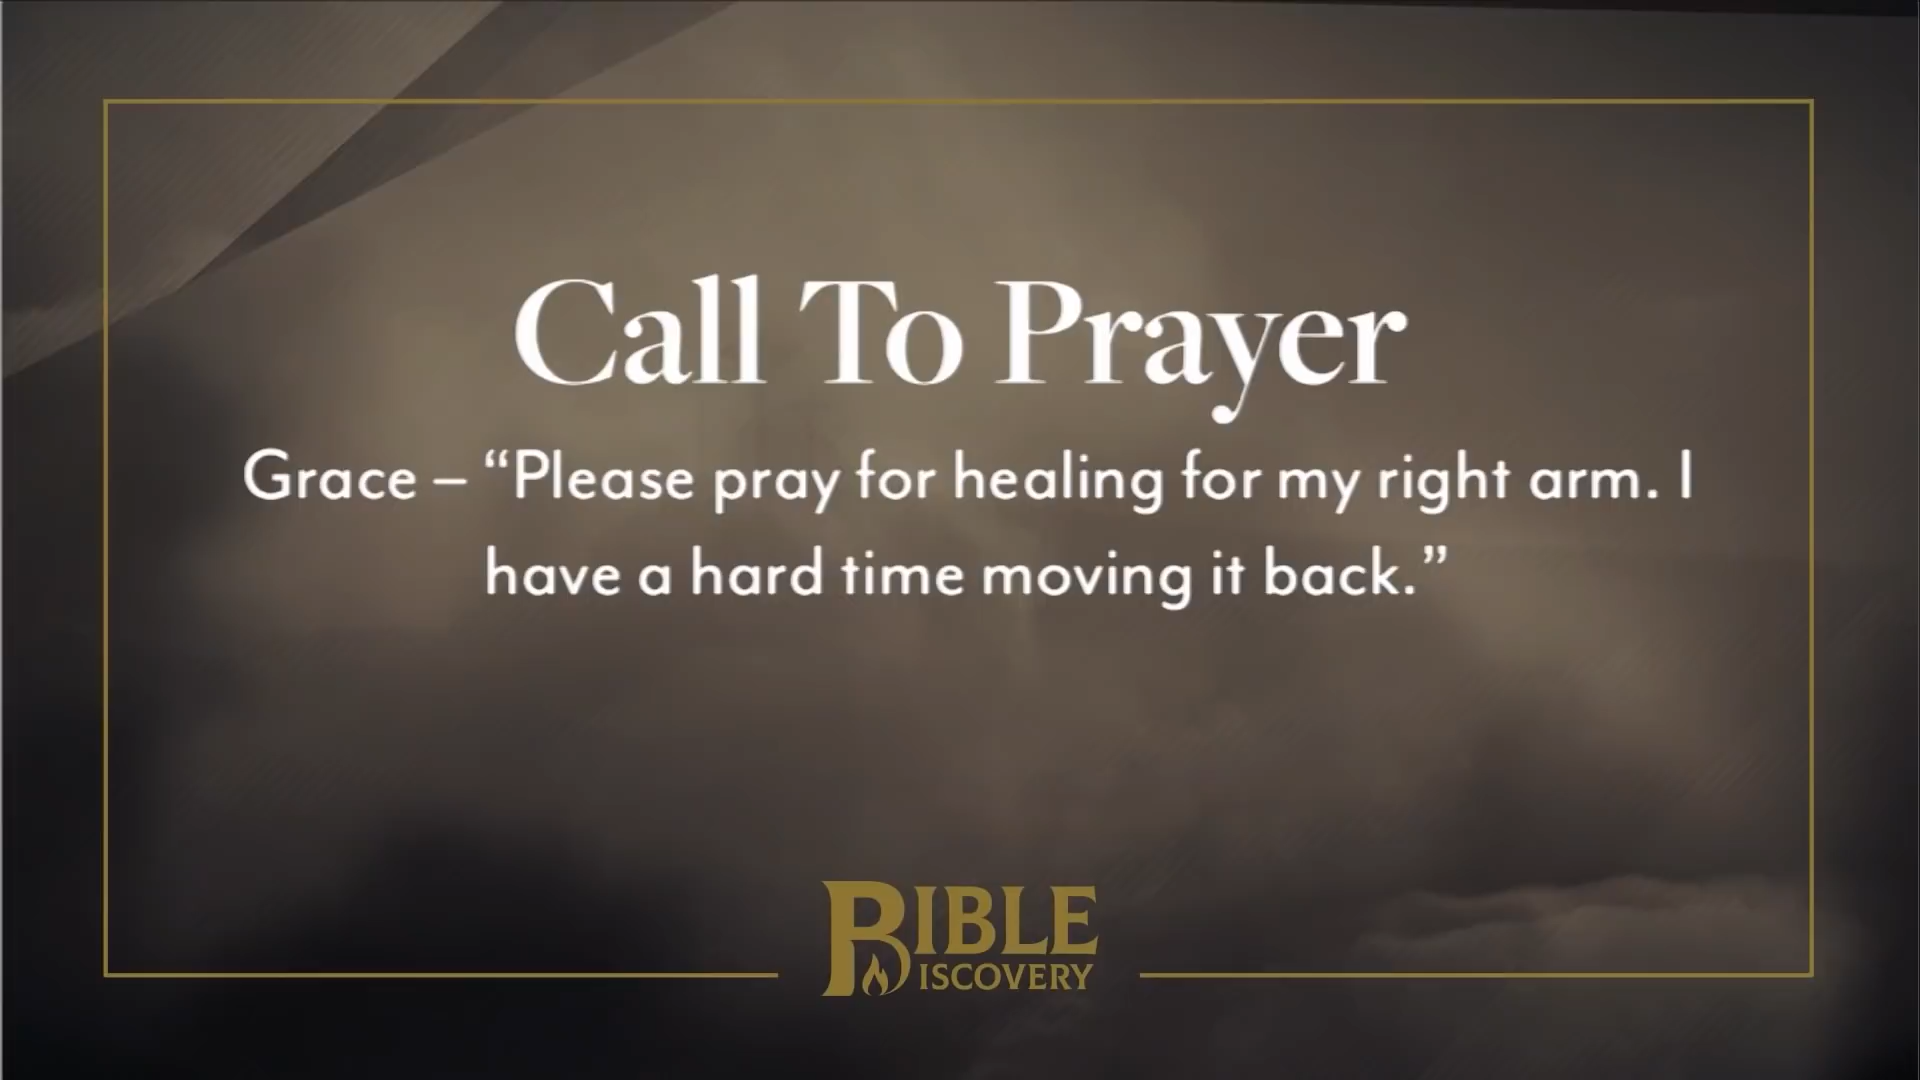 Call To Prayer
Grace – “Please pray for healing for my right arm. I
have a hard time moving it back.”
BIBLE
DISCOVERY